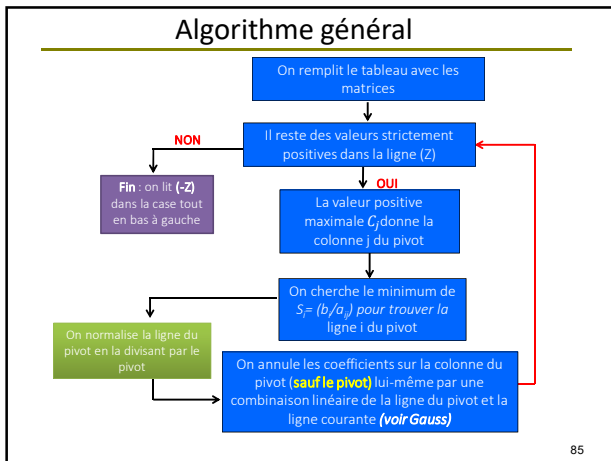 Algorithme général
On remplit le tableau avec les
matrices
Il reste des valeurs strictement
positives dans la ligne (Z)
NON
OUI
Fin : on lit (-Z)
dans la case tout
en bas à gauche
La valeur positive
maximale Cj donne la
colonne j du pivot
On cherche le minimum de
Si= (bi/aij) pour trouver la
ligne i du pivot
On normalise la ligne du
pivot en la divisant par le
pivot
On annule les coefficients sur la colonne du
pivot (sauf le pivot) lui-même par une
combinaison linéaire de la ligne du pivot et la
ligne courante (voir Gauss)
85